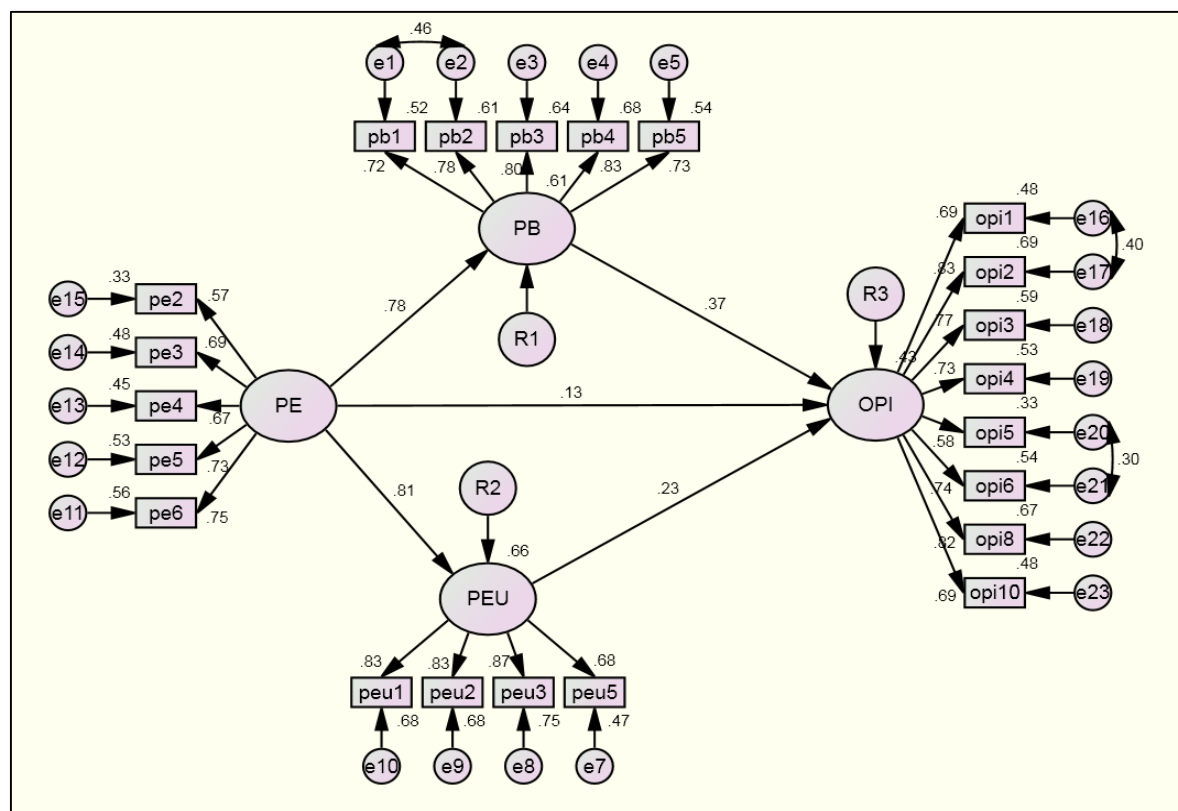 .46
e1 e2 e3 e4 e5
.52 .61 .64 .68 .54
pb1 pb2 pb3 pb4 pb5
.72 .78 .80 .61 .83 .73
PB
R1
.78
.37
.48
.69 opi1 e16
.40
.69
.83 opi2 e17
.59
.77 opi3 e18
.53
.43 .73 opi4 e19
.33
.58 opi5 e20
.30
.54
.74 opi6 e21
.67
.82 opi8 e22
.48
.69 opi10 e23
R3
OPI
.33
e15 pe2 .57
.48
e14 pe3 .69
.45
e13 pe4 .67
.53
e12 pe5 .73
.56
e11 pe6 .75
PE
.13
.81
R2
.23
.66
PEU
.83 .83 .87 .68
peu1 peu2 peu3 peu5
.68 .68 .75 .47
e10 e9 e8 e7